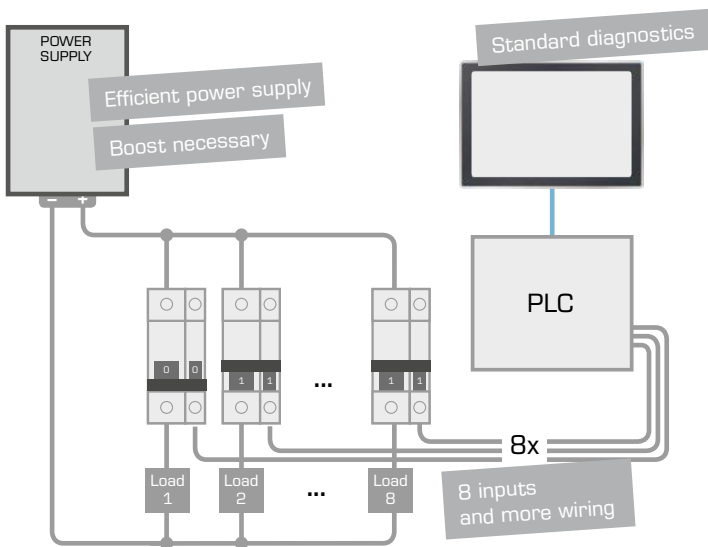 POWER
SUPPLY
Efficient power supply
Boost necessary
Standard diagnostics
− +
PLC
0 0
1 1
1 1
...
8x
Load
1
Load
2
...
Load
8
8 inputs
and more wiring